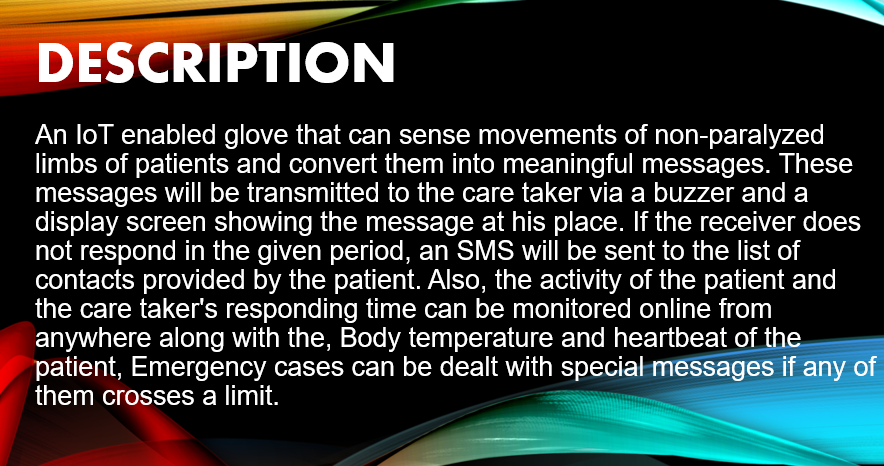 DESCRIPTION
An IoT enabled glove that can sense movements of non-paralyzed
limbs of patients and convert them into meaningful messages. These
messages will be transmitted to the care taker via a buzzer and a
display screen showing the message at his place. If the receiver does
not respond in the given period, an SMS will be sent to the list of
contacts provided by the patient. Also, the activity of the patient and
the care taker's responding time can be monitored online from
anywhere along with the, Body temperature and heartbeat of the
patient, Emergency cases can be dealt with special messages if any of
them crosses a limit.